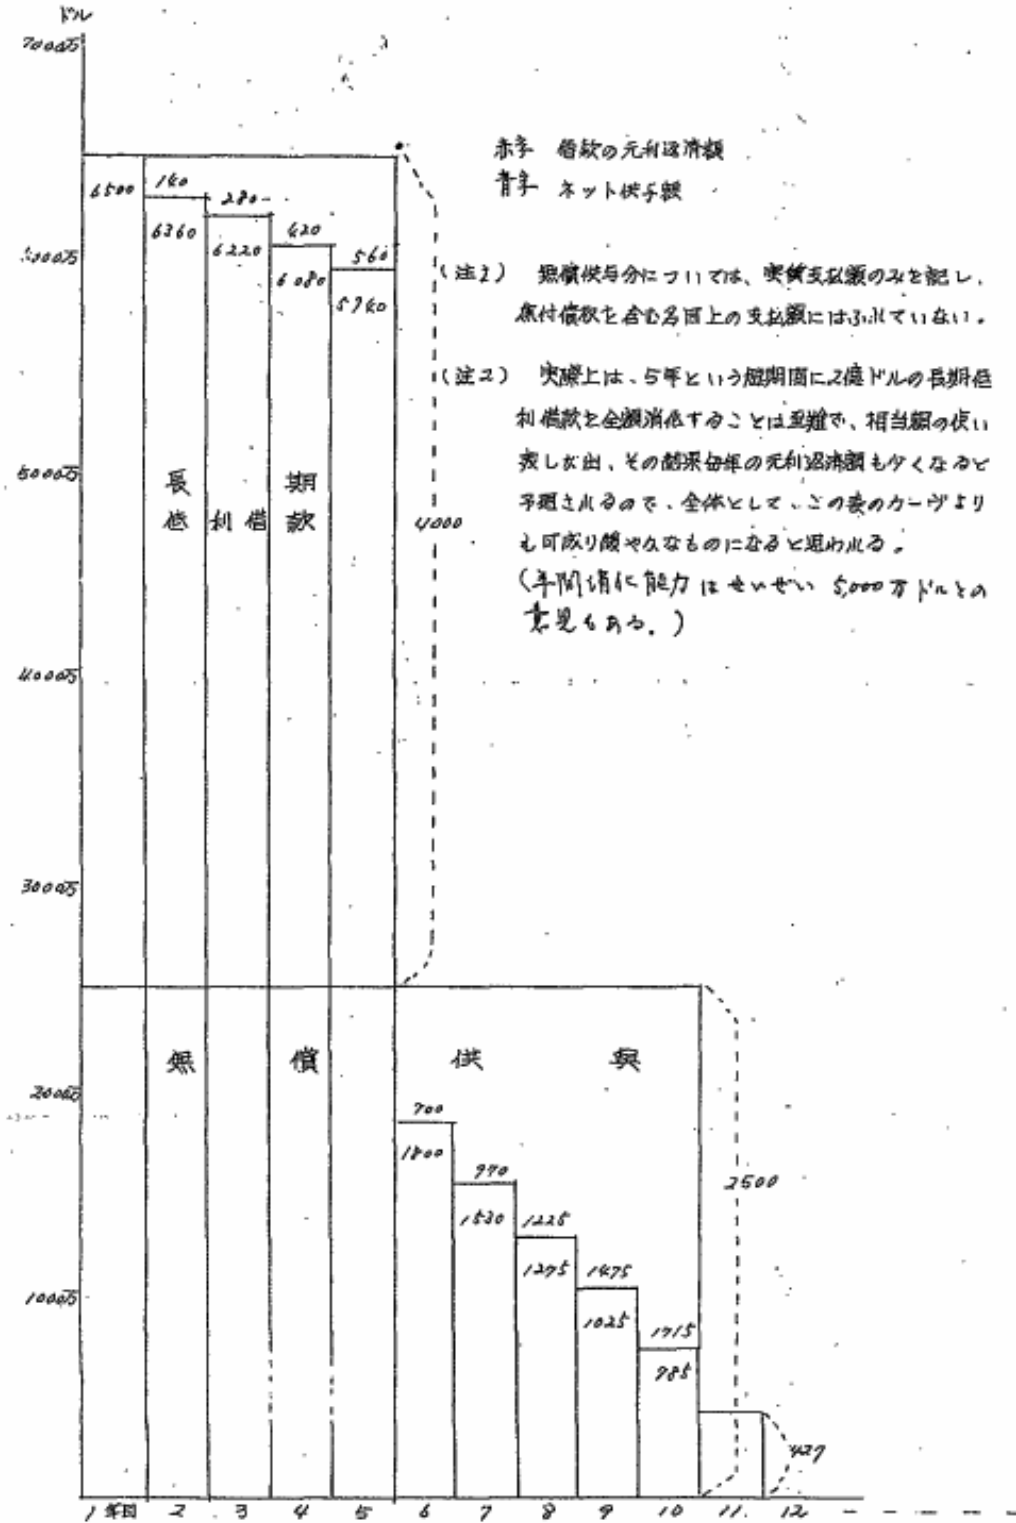 ドル
7000万
6500
140
6360
280
6220
420
6080
560
5940
赤字 借款の元利返済額
青字 ネット供与額
(注1) 無償供与分については、実質支払額のみを記し、
焦付債权を含む名目上の支払額にはふれていない。
(注2) 実際上は、5年という短期間に2億ドルの長期低
利借款を全額消化することは至難で、相当額の使い
残しが出、その結果毎年の元利返済額も少くなると
予想されるので、全体として、この表のカーヴより
も可成り緩やかなものになると思われる。
(年間消化能力はせいぜい 5,000万ドルとの
意見もある。)
5000万
長期
低利借款
4000
4000万
3000万
無償供與
2000万
700
1800
970
1530
1225
1275
1475
1025
1715
785
2500
1000万
427
1年目 2 3 4 5 6 7 8 9 10 11 12